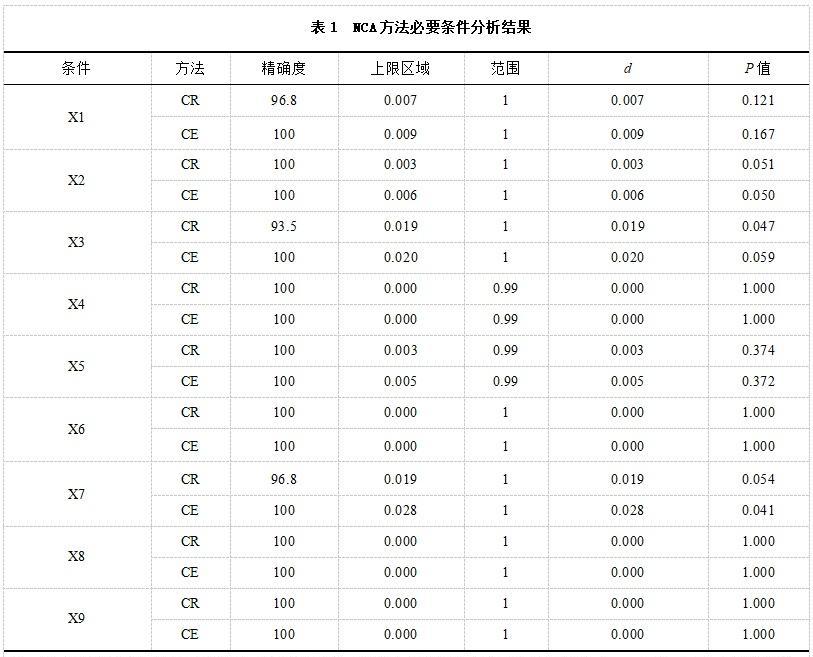 表 1 NCA方法必要条件分析结果
条件 方法 精确度 上限区域 范围 d P 值
X1 CR 96.8 0.007 1 0.007 0.121
CE 100 0.009 1 0.009 0.167
X2 CR 100 0.003 1 0.003 0.051
CE 100 0.006 1 0.006 0.050
X3 CR 93.5 0.019 1 0.019 0.047
CE 100 0.020 1 0.020 0.059
X4 CR 100 0.000 0.99 0.000 1.000
CE 100 0.000 0.99 0.000 1.000
X5 CR 100 0.003 0.99 0.003 0.374
CE 100 0.005 0.99 0.005 0.372
X6 CR 100 0.000 1 0.000 1.000
CE 100 0.000 1 0.000 1.000
X7 CR 96.8 0.019 1 0.019 0.054
CE 100 0.028 1 0.028 0.041
X8 CR 100 0.000 1 0.000 1.000
CE 100 0.000 1 0.000 1.000
X9 CR 100 0.000 1 0.000 1.000
CE 100 0.000 1 0.000 1.000